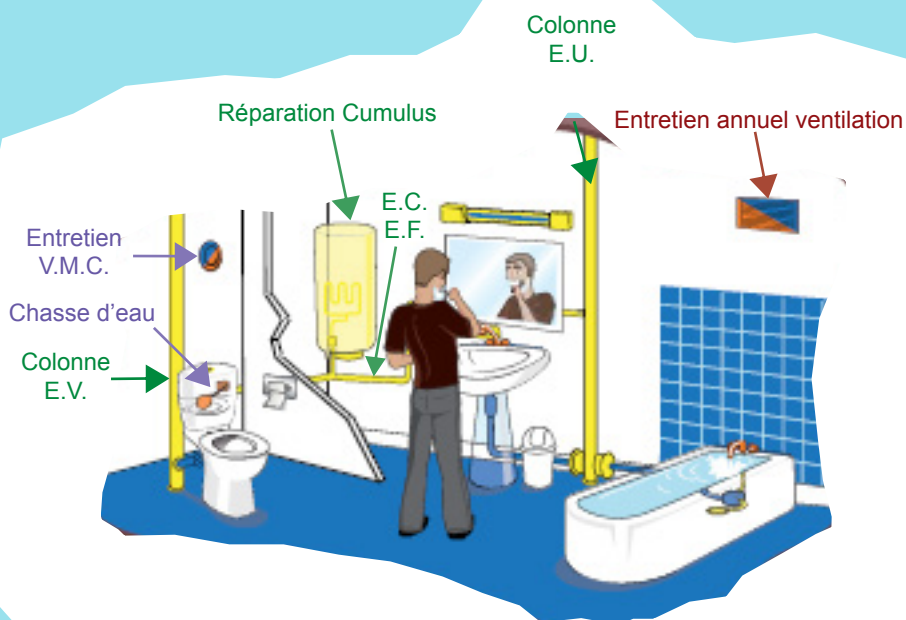 Colonne
E.U.
Réparation Cumulus
Entretien annuel ventilation
E.C.
E.F.
Entretien
V.M.C.
Chasse d'eau
Colonne
E.V.